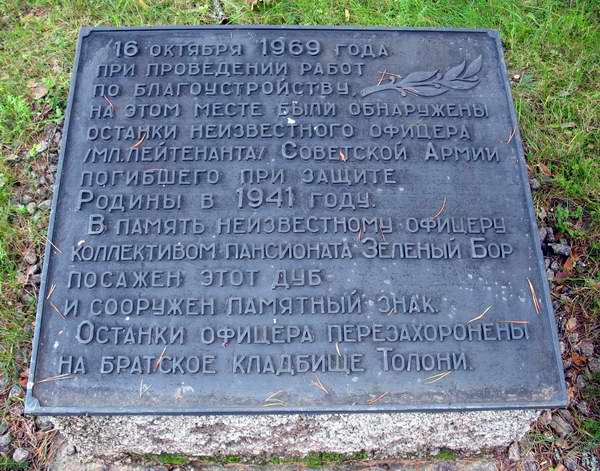 16 октября 1969 года
при проведении работ
по благоустройству,
на этом месте были обнаружены
останки неизвестного офицера
/мл.лейтенанта/ Советской Армии
погибшего при защите
Родины в 1941 году.
В память неизвестному офицеру
коллективом пансионата Зеленый Бор
посажен этот дуб
и сооружен памятный знак.
Останки офицера перезахоронены
на братское кладбище Толони.